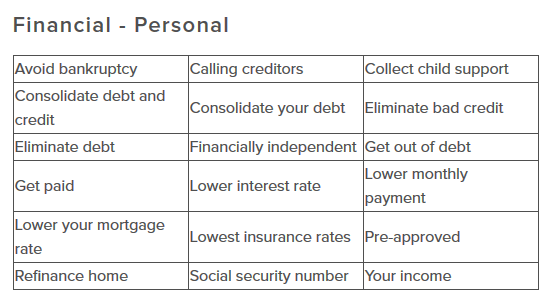 Financial - Personal
Avoid bankruptcy Calling creditors Collect child support
Consolidate debt and
credit
Consolidate your debt Eliminate bad credit
Eliminate debt Financially independent Get out of debt
Get paid Lower interest rate Lower monthly
payment
Lower your mortgage
rate
Lowest insurance rates Pre-approved
Refinance home Social security number Your income